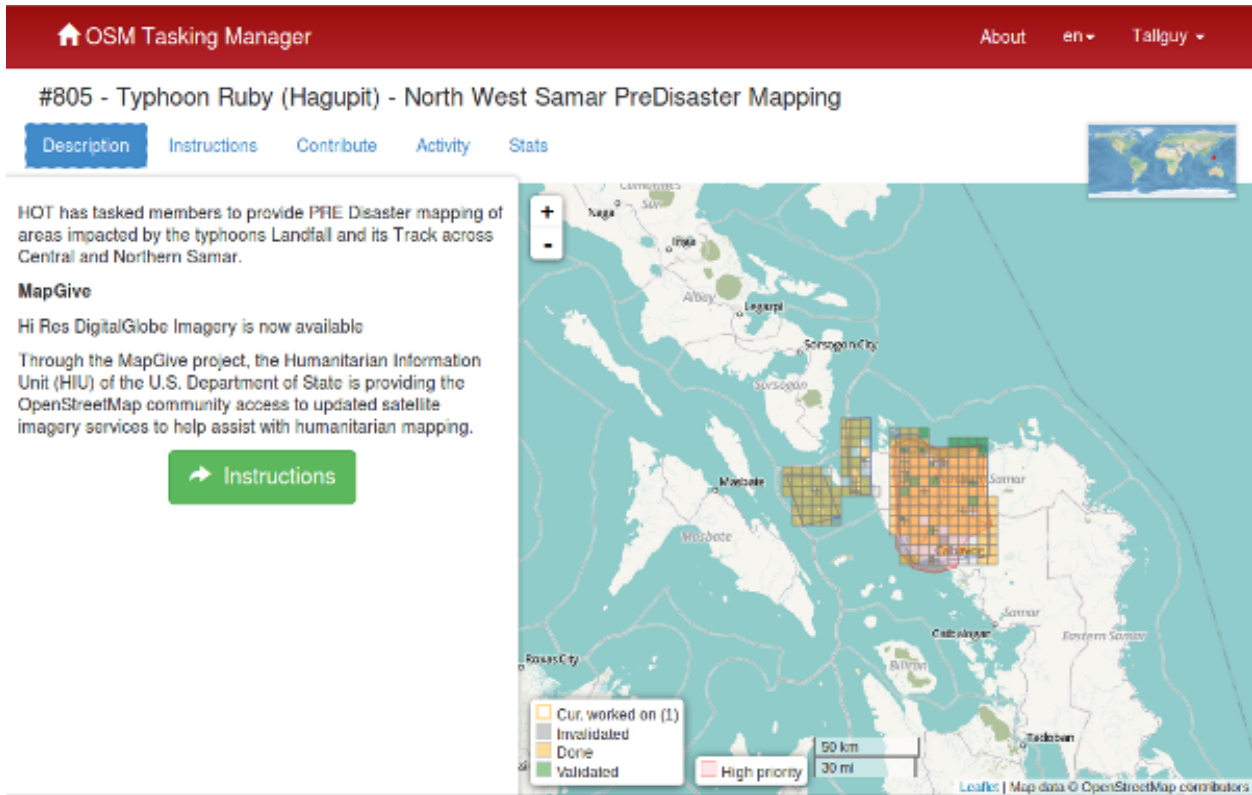 OSM Tasking Manager
About
en
Tallguy
#805 - Typhoon Ruby (Hagupit) - North West Samar PreDisaster Mapping
Description
Instructions
Contribute
Activity
Stats
HOT has tasked members to provide PRE Disaster mapping of
areas impacted by the typhoons Landfall and its Track across
Central and Northern Samar.
MapGive
Hi Res DigitalGlobe Imagery is now available
Through the MapGive project, the Humanitarian Information
Unit (HIU) of the U.S. Department of State is providing the
OpenStreetMap community access to updated satellite
imagery services to help assist with humanitarian mapping.
Instructions
+
-
Sur
Naga
Iriga
Albay
Legazpi
Sorsogon City
Sorsogon
Masbate
Samar
Masbate
Samar
Catbalogan
Eastern Samar
Biliran
Roxas City
Tacloban
Cur. worked on (1)
Invalidated
Done
Validated
High priority
50 km
30 mi
Leaflet | Map data © OpenStreetMap contributors